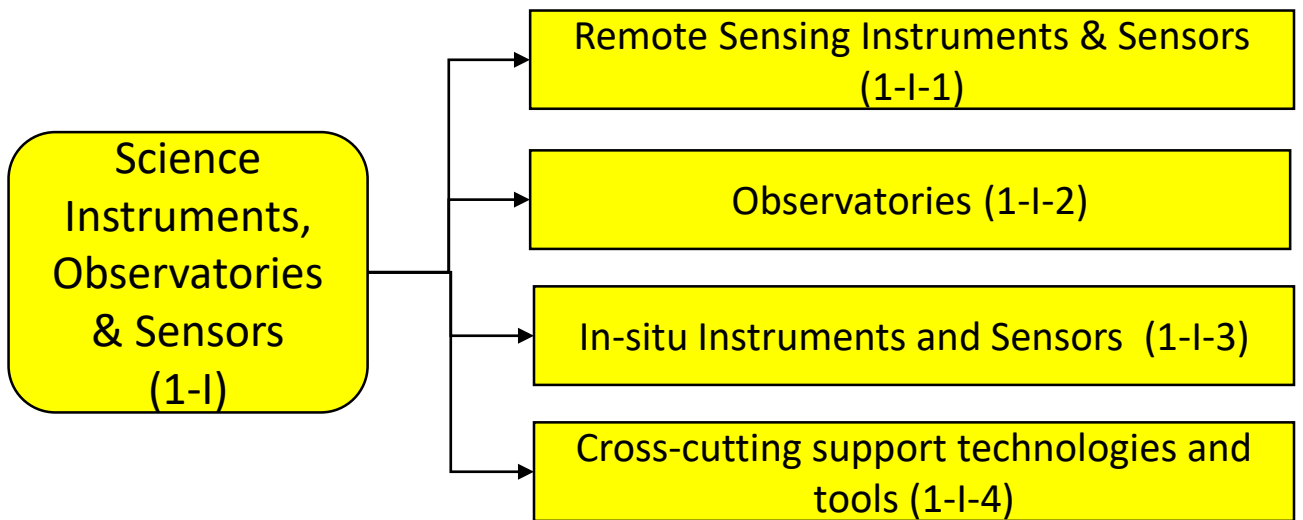 Science
Instruments,
Observatories
& Sensors
(1-I)
Remote Sensing Instruments & Sensors
(1-I-1)
Observatories (1-I-2)
In-situ Instruments and Sensors  (1-I-3)
Cross-cutting support technologies and
tools (1-I-4)